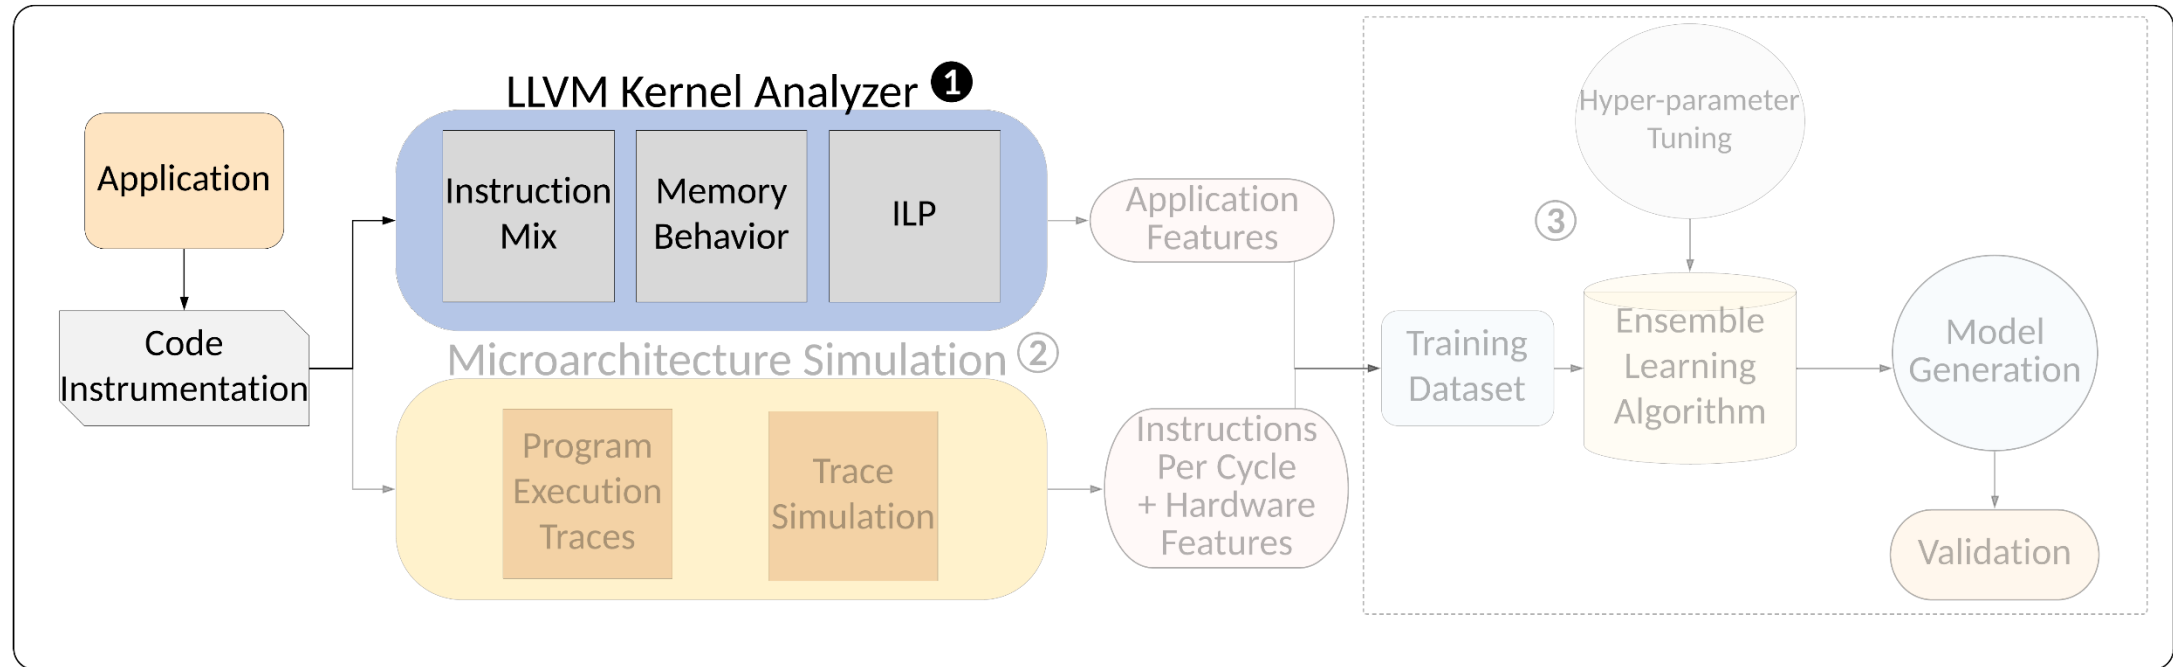 LLVM Kernel Analyzer ❶
Application
Code
Instrumentation
Instruction
Mix
Memory
Behavior
ILP
Microarchitecture Simulation ②
Program
Execution
Traces
Trace
Simulation
Application
Features
Instructions
Per Cycle
+ Hardware
Features
③
Hyper-parameter
Tuning
Training
Dataset
Ensemble
Learning
Algorithm
Model
Generation
Validation